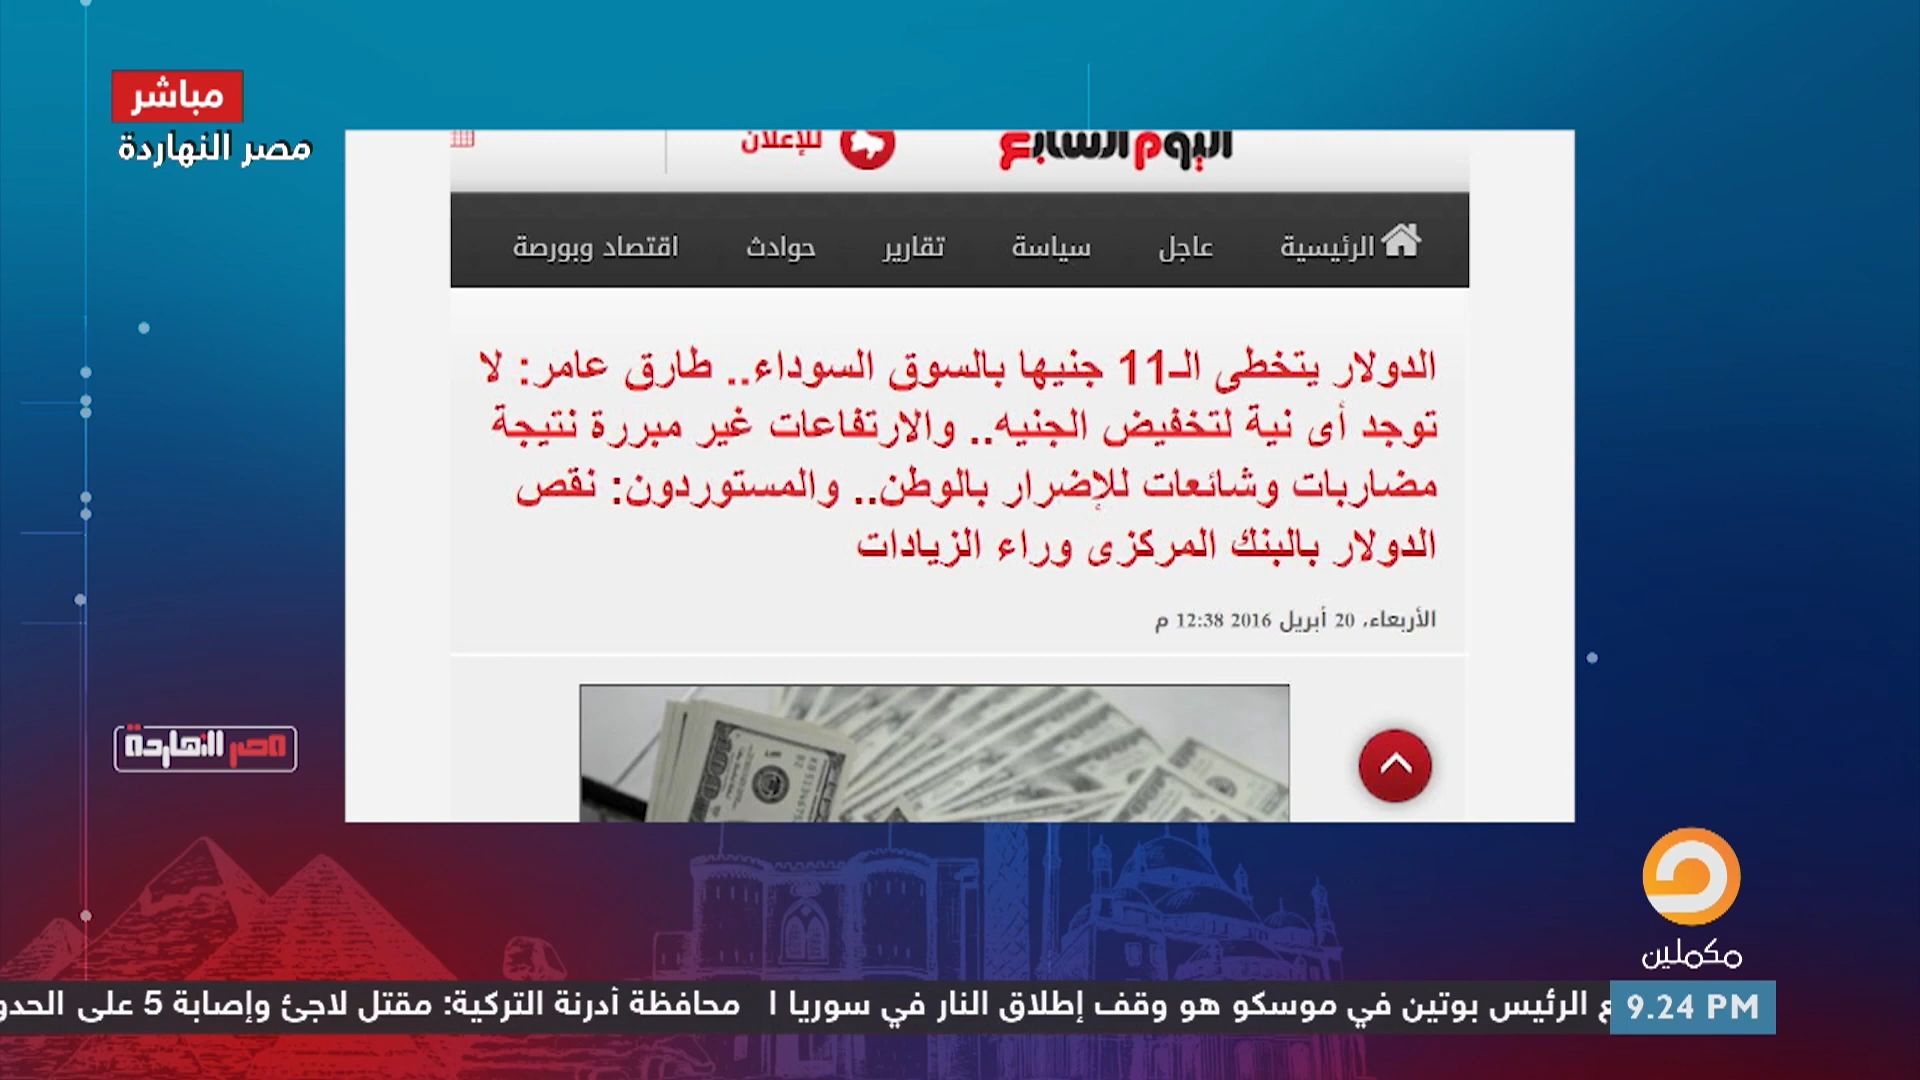 مباشر
مصر النهاردة
اليوم السابع
للإعلان
الرئيسية
عاجل
سياسة
تقارير
حوادث
اقتصاد وبورصة
الدولار يتخطى الـ11 جنيها بالسوق السوداء.. طارق عامر: لا
توجد أى نية لتخفيض الجنيه.. والارتفاعات غير مبررة نتيجة
مضاربات وشائعات للإضرار بالوطن.. والمستوردون: نقص
الدولار بالبنك المركزى وراء الزيادات
الأربعاء، 20 أبريل 2016 12:38 م
مصر النهاردة
مكملين
ع الرئيس بوتين في موسكو هو وقف إطلاق النار في سوريا ا محافظة أدرنة التركية: مقتل لاجئ وإصابة 5 على الحدو
9.24 PM